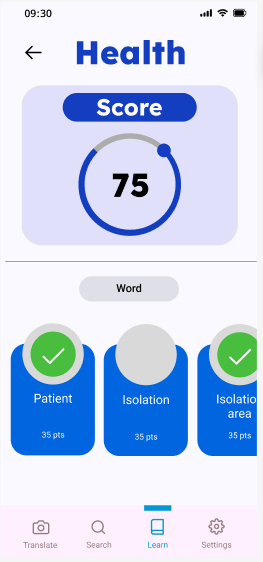 09:30
Health
Score
75
Word
Patient
35 pts
Isolation
35 pts
Isolatio
area
35 pts
Translate
Search
Learn
Settings